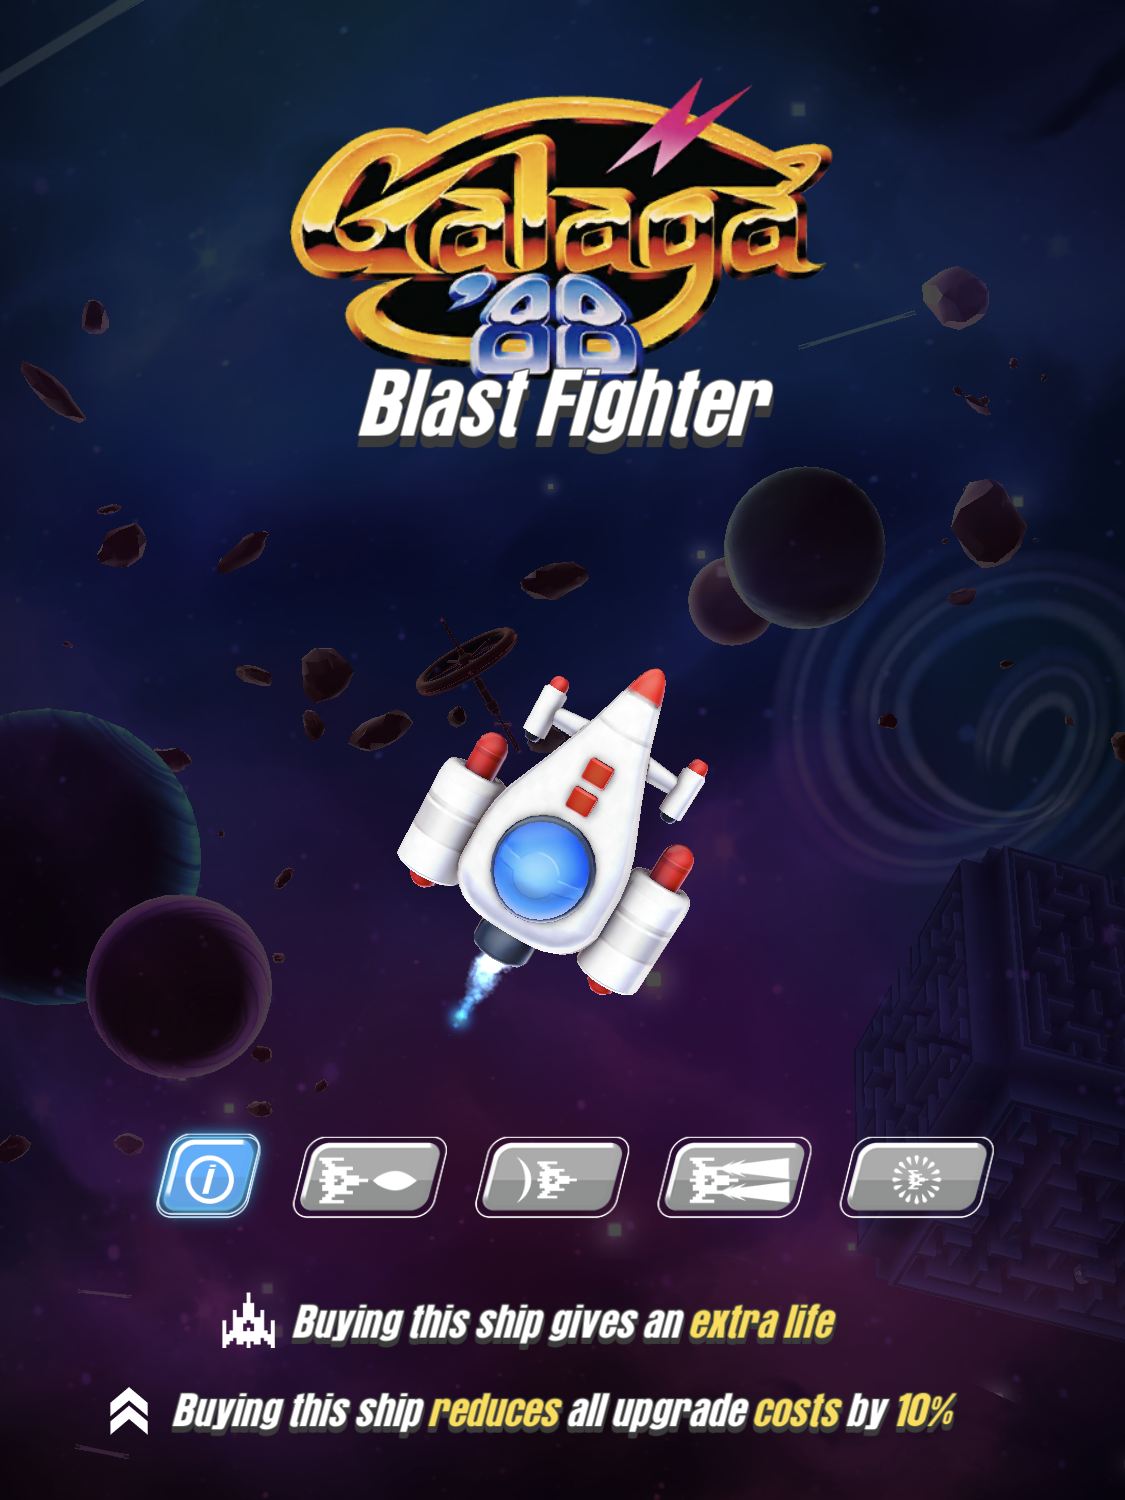 Galaga
'88
Blast Fighter
i
Buying this ship gives an extra life
Buying this ship reduces all upgrade costs by 10%